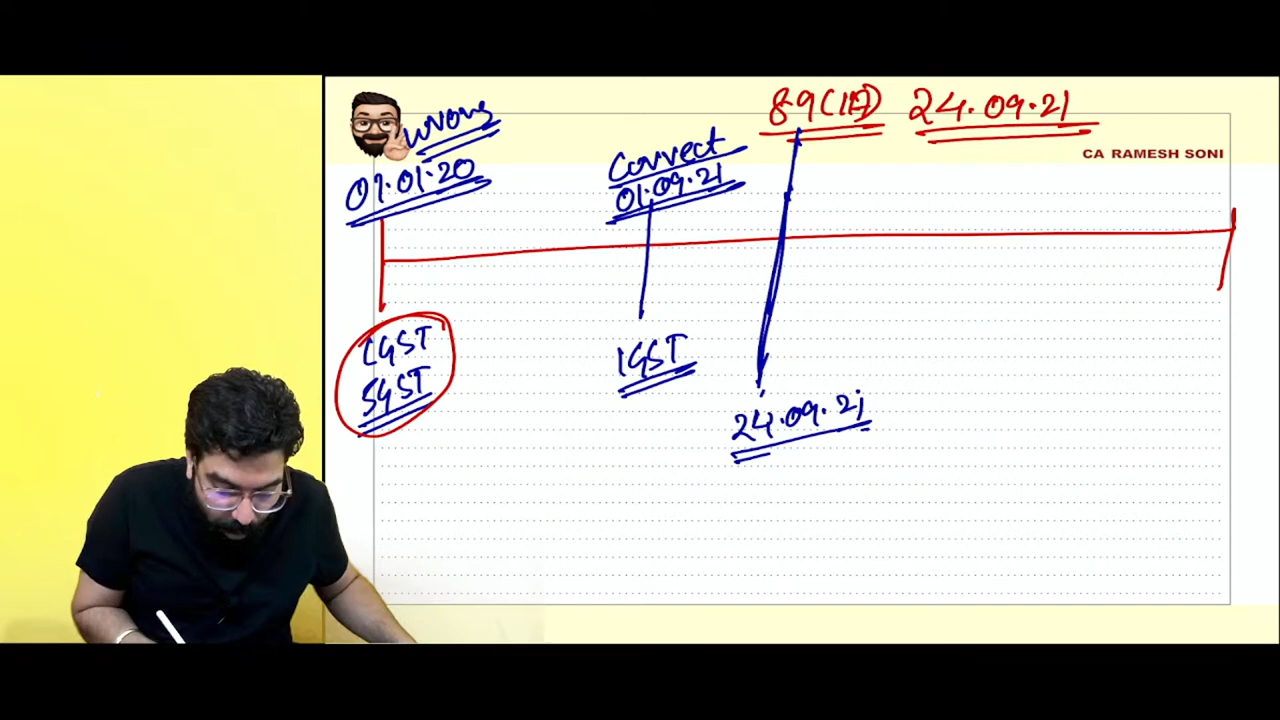 wrong
01.01.20
Correct
01.09.21
89(1A) 24.09.21
CA RAMESH SONI
CGST
SGST
IGST
24.09.21